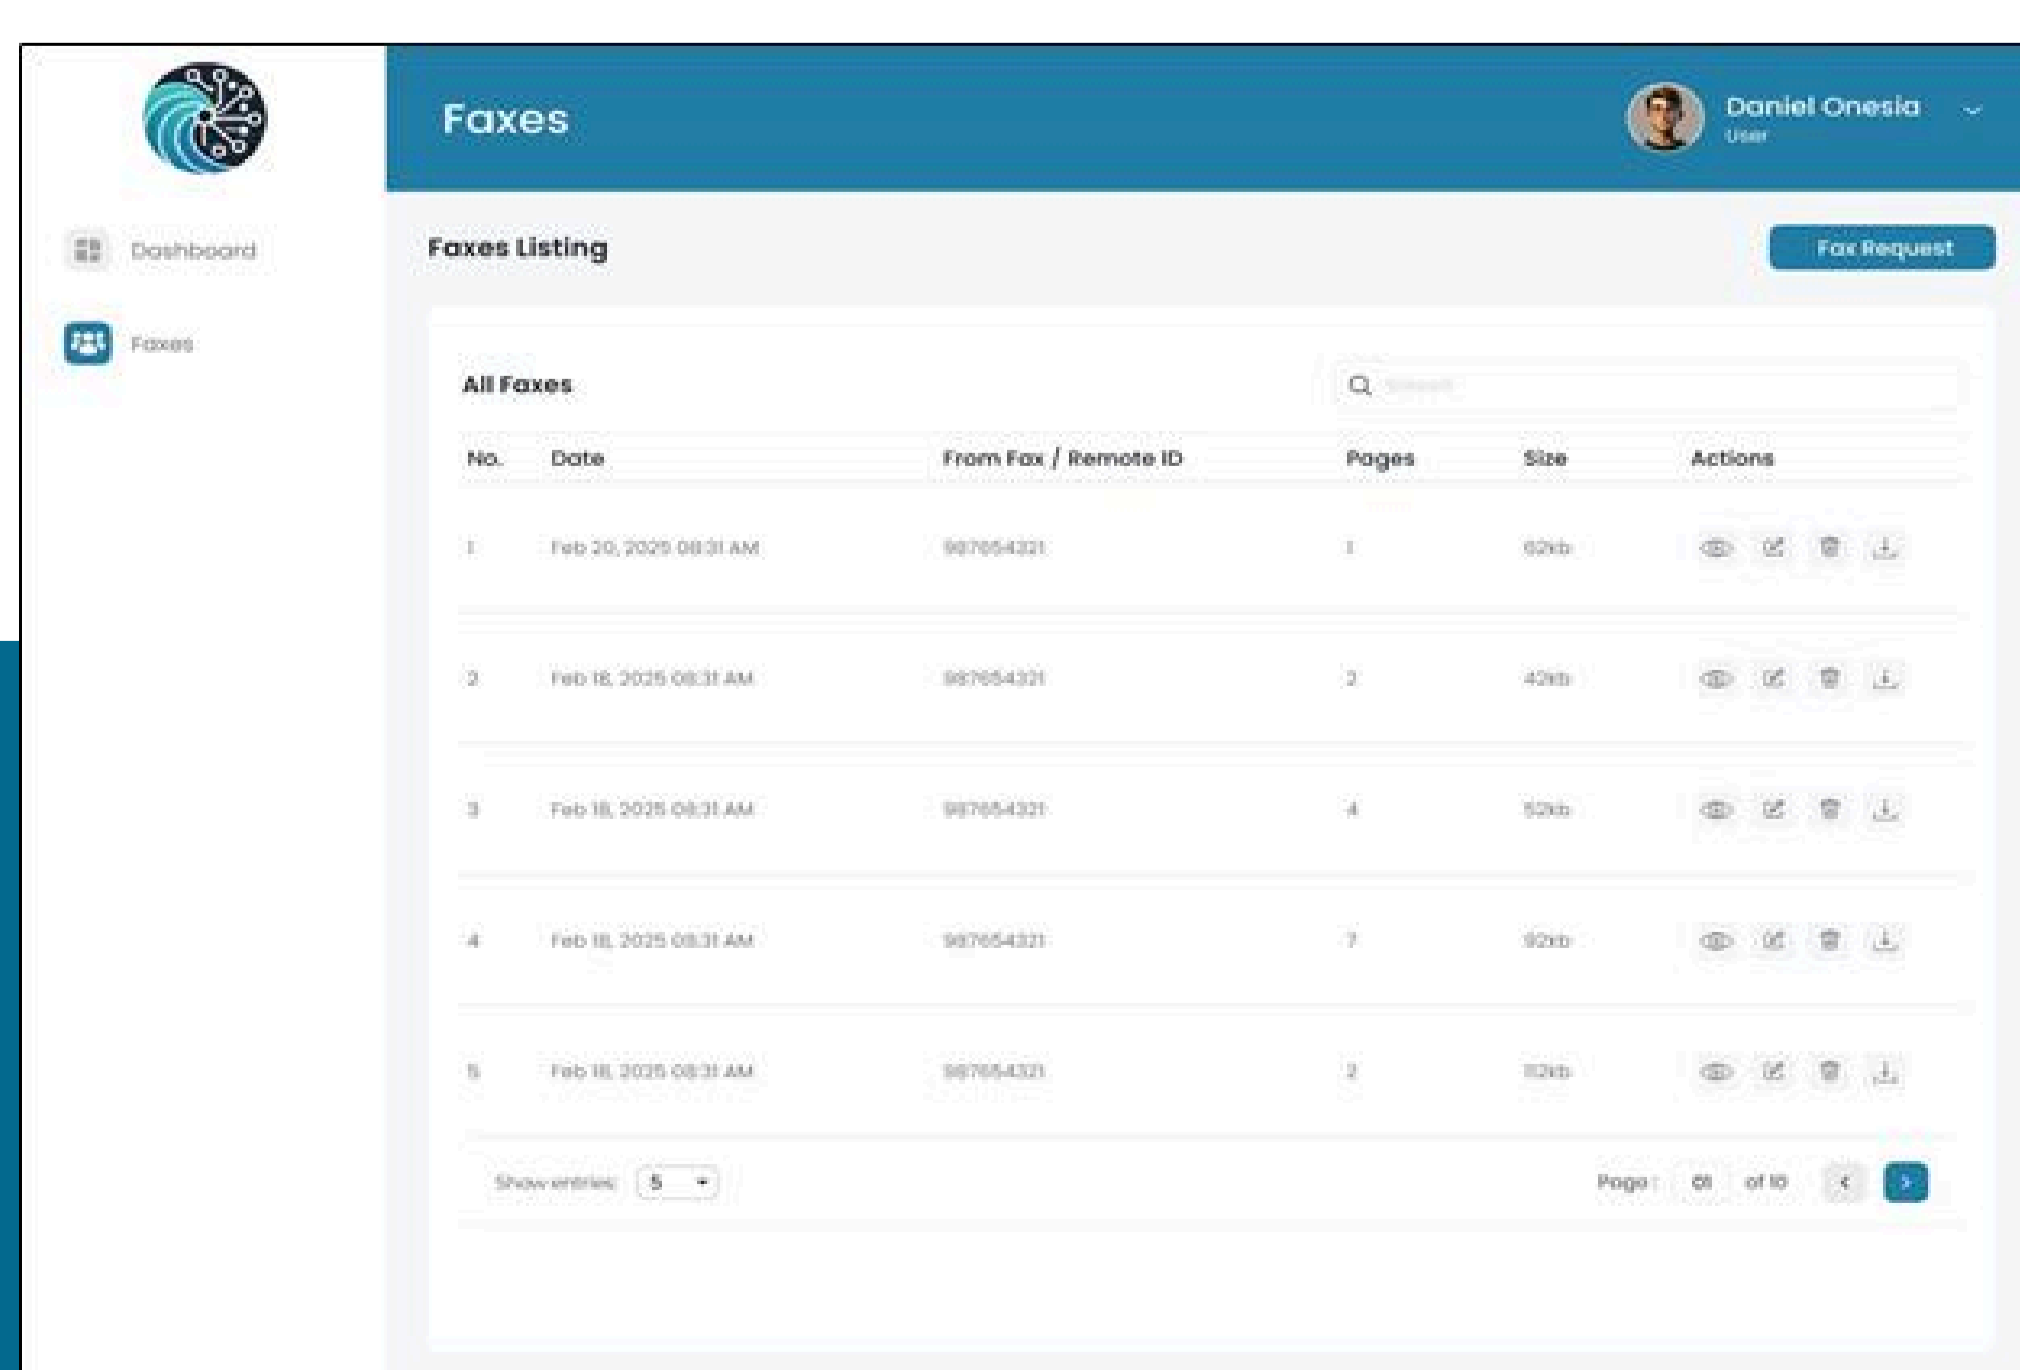 Faxes
Daniel Onesia
User
Dashboard
Faxes
Faxes Listing
Fax Request
All Faxes
Search
No. Date From Fax / Remote ID Pages Size Actions
1 Feb 20, 2025 08:31 AM 987654321 1 62kb
2 Feb 18, 2025 08:31 AM 987654321 2 42kb
3 Feb 18, 2025 08:31 AM 987654321 4 52kb
4 Feb 18, 2025 08:31 AM 987654321 7 92kb
5 Feb 18, 2025 08:31 AM 987654321 2 112kb
Show entries: 5
Page : 01 of 10